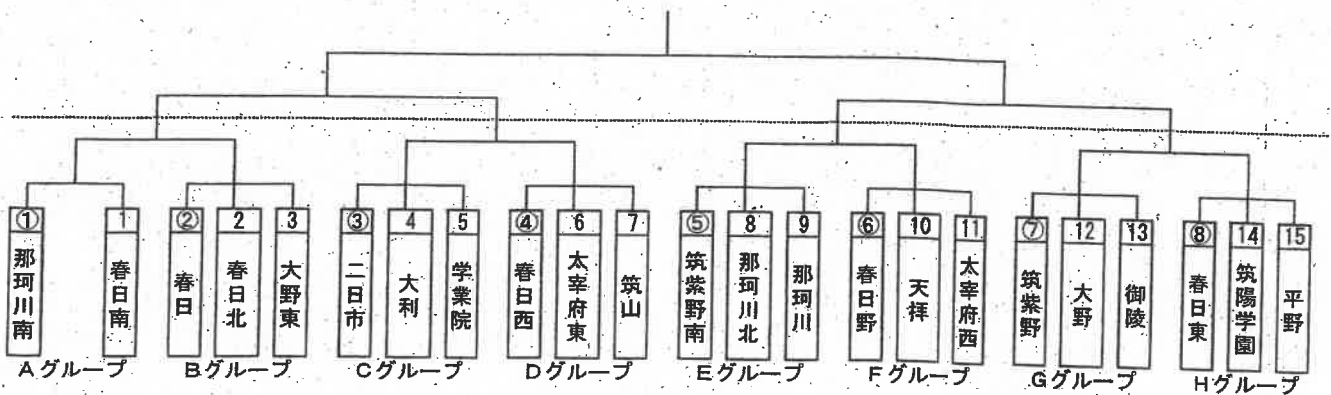 ① 1 ② 2 3 ③ 4 5 ④ 6 7 ⑤ 8 9 ⑥ 10 11 ⑦ 12 13 ⑧ 14 15
那珂川南
春日南
春日
春日北
大野東
二日市
大利
学業院
春日西
太宰府東
筑山
筑紫野南
那珂川北
那珂川
春日野
天拝
太宰府西
筑紫野
大野
御陵
春日東
筑陽学園
平野
Aグループ Bグループ Cグループ Dグループ Eグループ Fグループ Gグループ Hグループ